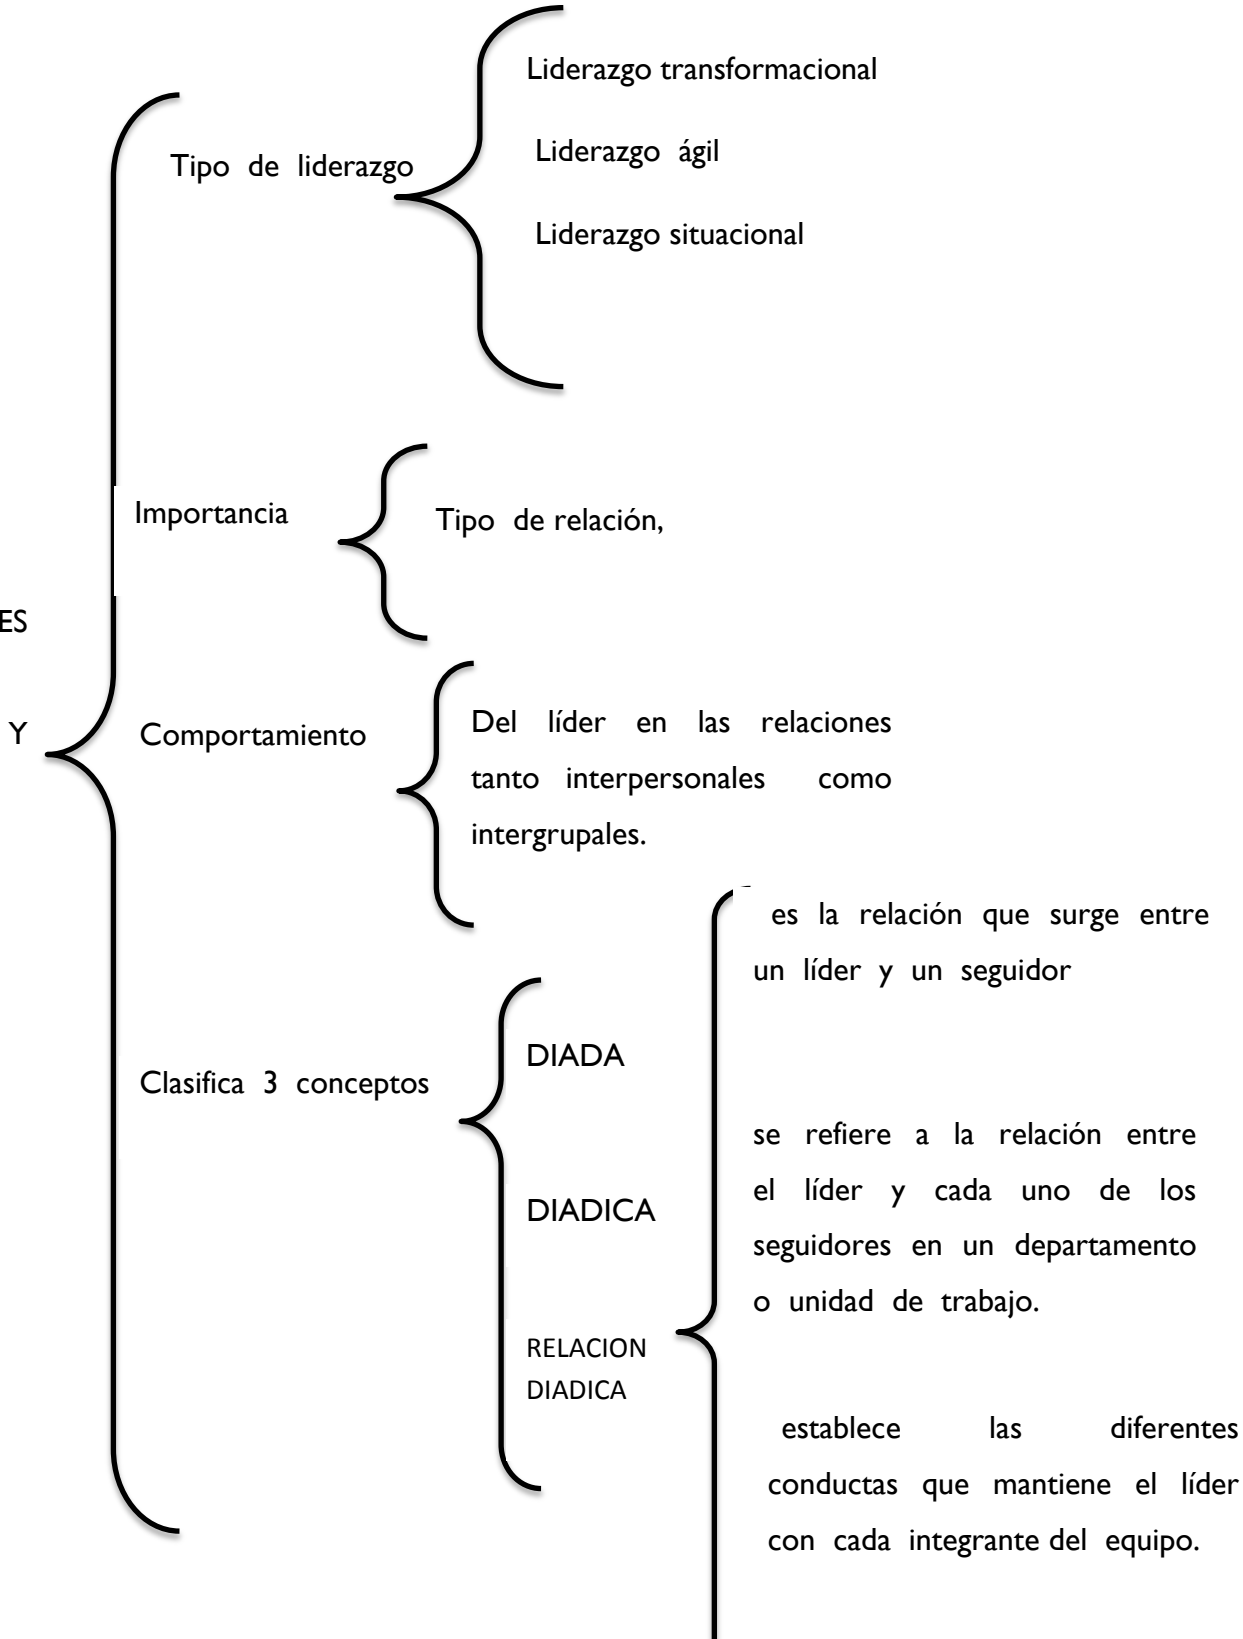 Liderazgo transformacional
Tipo de liderazgo
Liderazgo ágil
Liderazgo situacional
Importancia
Tipo de relación,
ES
Y
Comportamiento
Del líder en las relaciones
tanto interpersonales como
intergrupales.
Clasifica 3 conceptos
DIADA
DIADICA
RELACION
DIADICA
es la relación que surge entre
un líder y un seguidor
se refiere a la relación entre
el líder y cada uno de los
seguidores en un departamento
o unidad de trabajo.
establece las diferentes
conductas que mantiene el líder
con cada integrante del equipo.